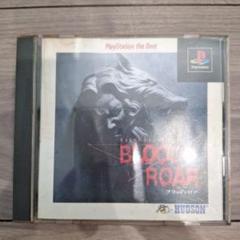 PlayStation the Best
PlayStation
BLOODY
ROAR
ブラッディロア
HUDSON